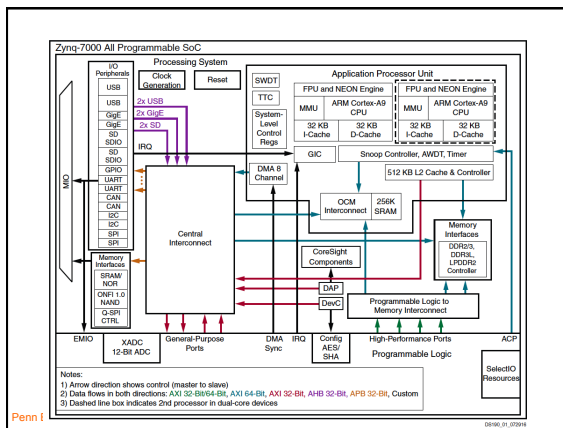 Zynq-7000 All Programmable SoC
Processing System
I/O
Peripherals
USB
USB
GigE
GigE
SD
SDIO
SD
SDIO
GPIO
UART
UART
CAN
CAN
I2C
I2C
SPI
SPI
MIO
2x USB
2x GigE
2x SD
IRQ
Clock
Generation
Reset
SWDT
TTC
System-
Level
Control
Regs
Application Processor Unit
FPU and NEON Engine
MMU
ARM Cortex-A9
CPU
32 KB
I-Cache
32 KB
D-Cache
FPU and NEON Engine
MMU
ARM Cortex-A9
CPU
32 KB
I-Cache
32 KB
D-Cache
GIC
Snoop Controller, AWDT, Timer
DMA 8
Channel
512 KB L2 Cache & Controller
OCM
Interconnect
256K
SRAM
Central
Interconnect
Memory
Interfaces
DDR2/3,
DDR3L,
LPDDR2
Controller
CoreSight
Components
DAP
DevC
Programmable Logic to
Memory Interconnect
Memory
Interfaces
SRAM/
NOR
ONFI 1.0
NAND
Q-SPI
CTRL
EMIO
XADC
12-Bit ADC
General-Purpose
Ports
DMA
Sync
IRQ
Config
AES/
SHA
High-Performance Ports
ACP
Programmable Logic
SelectIO
Resources
Notes:
1) Arrow direction shows control (master to slave)
2) Data flows in both directions: AXI 32-Bit/64-Bit, AXI 64-Bit, AXI 32-Bit, AHB 32-Bit, APB 32-Bit, Custom
3) Dashed line box indicates 2nd processor in dual-core devices
Penn E
DS190_01_072916